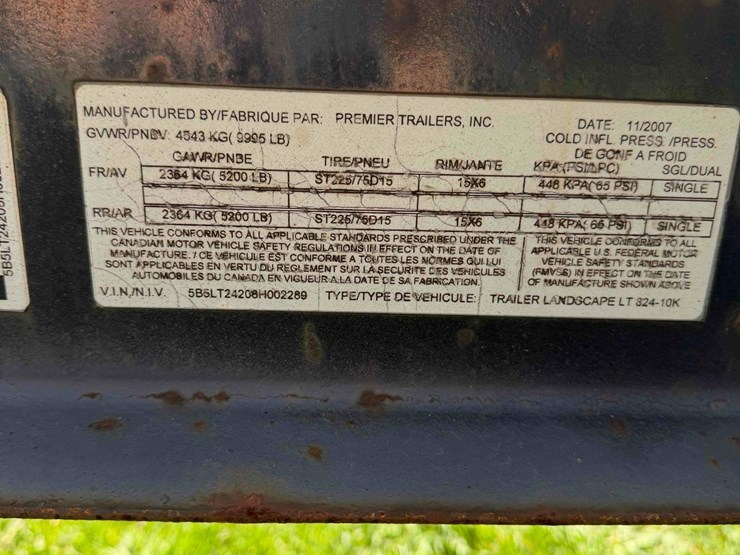 MANUFACTURED BY/FABRIQUE PAR: PREMIER TRAILERS, INC. DATE: 11/2007
GVWR/PNBV 4543 KG( 9995 LB) COLD INFL. PRESS. /PRESS.
DE GONF A FROID
GAWR/PNBE TIRE/PNEU RIM/JANTE KPA (PSI/LPC) SGL/DUAL
FR/AV 2364 KG( 5200 LB) ST225/75D15 15X6 448 KPA( 65 PSI) SINGLE
RR/AR 2364 KG( 5200 LB) ST225/75D15 15X6 448 KPA( 65 PSI) SINGLE
THIS VEHICLE CONFORMS TO ALL APPLICABLE STANDARDS PRESCRIBED UNDER THE
CANADIAN MOTOR VEHICLE SAFETY REGULATIONS IN EFFECT ON THE DATE OF
MANUFACTURE. / CE VEHICULE EST CONFORME A TOUTES LES NORMES QUI LUI
SONT APPLICABLES EN VERTU DU REGLEMENT SUR LA SECURITE DES VEHICULES
AUTOMOBILES DU CANADA EN VIGUEUR A LA DATE DE SA FABRICATION.
THIS VEHICLE CONFORMS TO ALL
APPLICABLE U.S. FEDERAL MOTOR
VEHICLE SAFETY STANDARDS
(FMVSS) IN EFFECT ON THE DATE
OF MANUFACTURE SHOWN ABOVE
V.I.N./N.I.V. 5B5LT24208H002289 TYPE/TYPE DE VEHICULE: TRAILER LANDSCAPE LT 824-10K